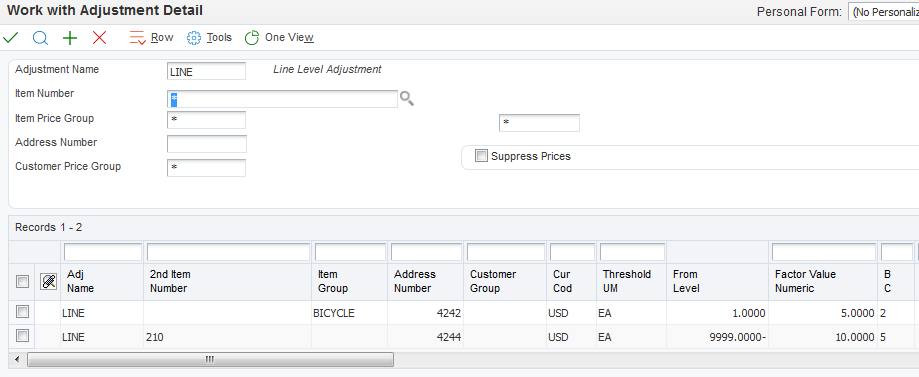 Work with Adjustment Detail Personal Form: (No Personaliz
Row Tools One View
Adjustment Name LINE Line Level Adjustment
Item Number *
Item Price Group * *
Address Number
Suppress Prices
Customer Price Group *
Records 1 - 2
Adj Name 2nd Item Number Item Group Address Number Customer Group Cur Cod Threshold UM From Level Factor Value Numeric B C
LINE BICYCLE 4242 USD EA 1.0000 5.0000 2
LINE 210 4244 USD EA 9999.0000- 10.0000 5